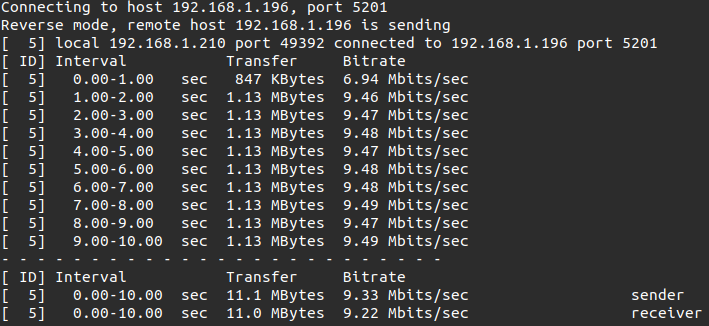 Connecting to host 192.168.1.196, port 5201
Reverse mode, remote host 192.168.1.196 is sending
[  5] local 192.168.1.210 port 49392 connected to 192.168.1.196 port 5201
[ ID] Interval           Transfer     Bitrate
[  5]   0.00-1.00   sec   847 KBytes  6.94 Mbits/sec
[  5]   1.00-2.00   sec  1.13 MBytes  9.46 Mbits/sec
[  5]   2.00-3.00   sec  1.13 MBytes  9.47 Mbits/sec
[  5]   3.00-4.00   sec  1.13 MBytes  9.48 Mbits/sec
[  5]   4.00-5.00   sec  1.13 MBytes  9.47 Mbits/sec
[  5]   5.00-6.00   sec  1.13 MBytes  9.48 Mbits/sec
[  5]   6.00-7.00   sec  1.13 MBytes  9.48 Mbits/sec
[  5]   7.00-8.00   sec  1.13 MBytes  9.49 Mbits/sec
[  5]   8.00-9.00   sec  1.13 MBytes  9.47 Mbits/sec
[  5]   9.00-10.00  sec  1.13 MBytes  9.49 Mbits/sec
- - - - - - - - - - - - - - - - - - - - - - - - -
[ ID] Interval           Transfer     Bitrate
[  5]   0.00-10.00  sec  11.1 MBytes  9.33 Mbits/sec                  sender
[  5]   0.00-10.00  sec  11.0 MBytes  9.22 Mbits/sec                  receiver